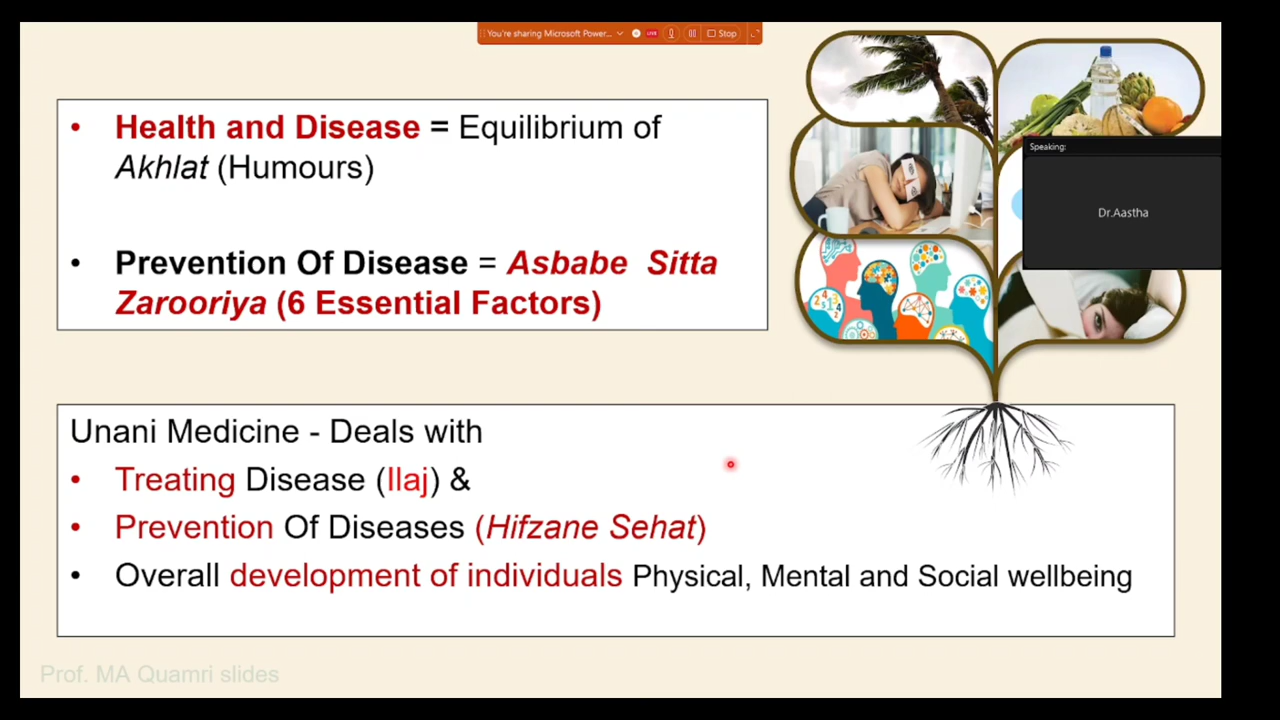 You're sharing Microsoft Power...
LIVE
Stop
• Health and Disease = Equilibrium of
Akhlat (Humours)
• Prevention Of Disease = Asbabe Sitta
Zarooriya (6 Essential Factors)
Speaking:
Dr.Aastha
Unani Medicine - Deals with
• Treating Disease (Ilaj) &
• Prevention Of Diseases (Hifzane Sehat)
• Overall development of individuals Physical, Mental and Social wellbeing
Prof. MA Quamri slides